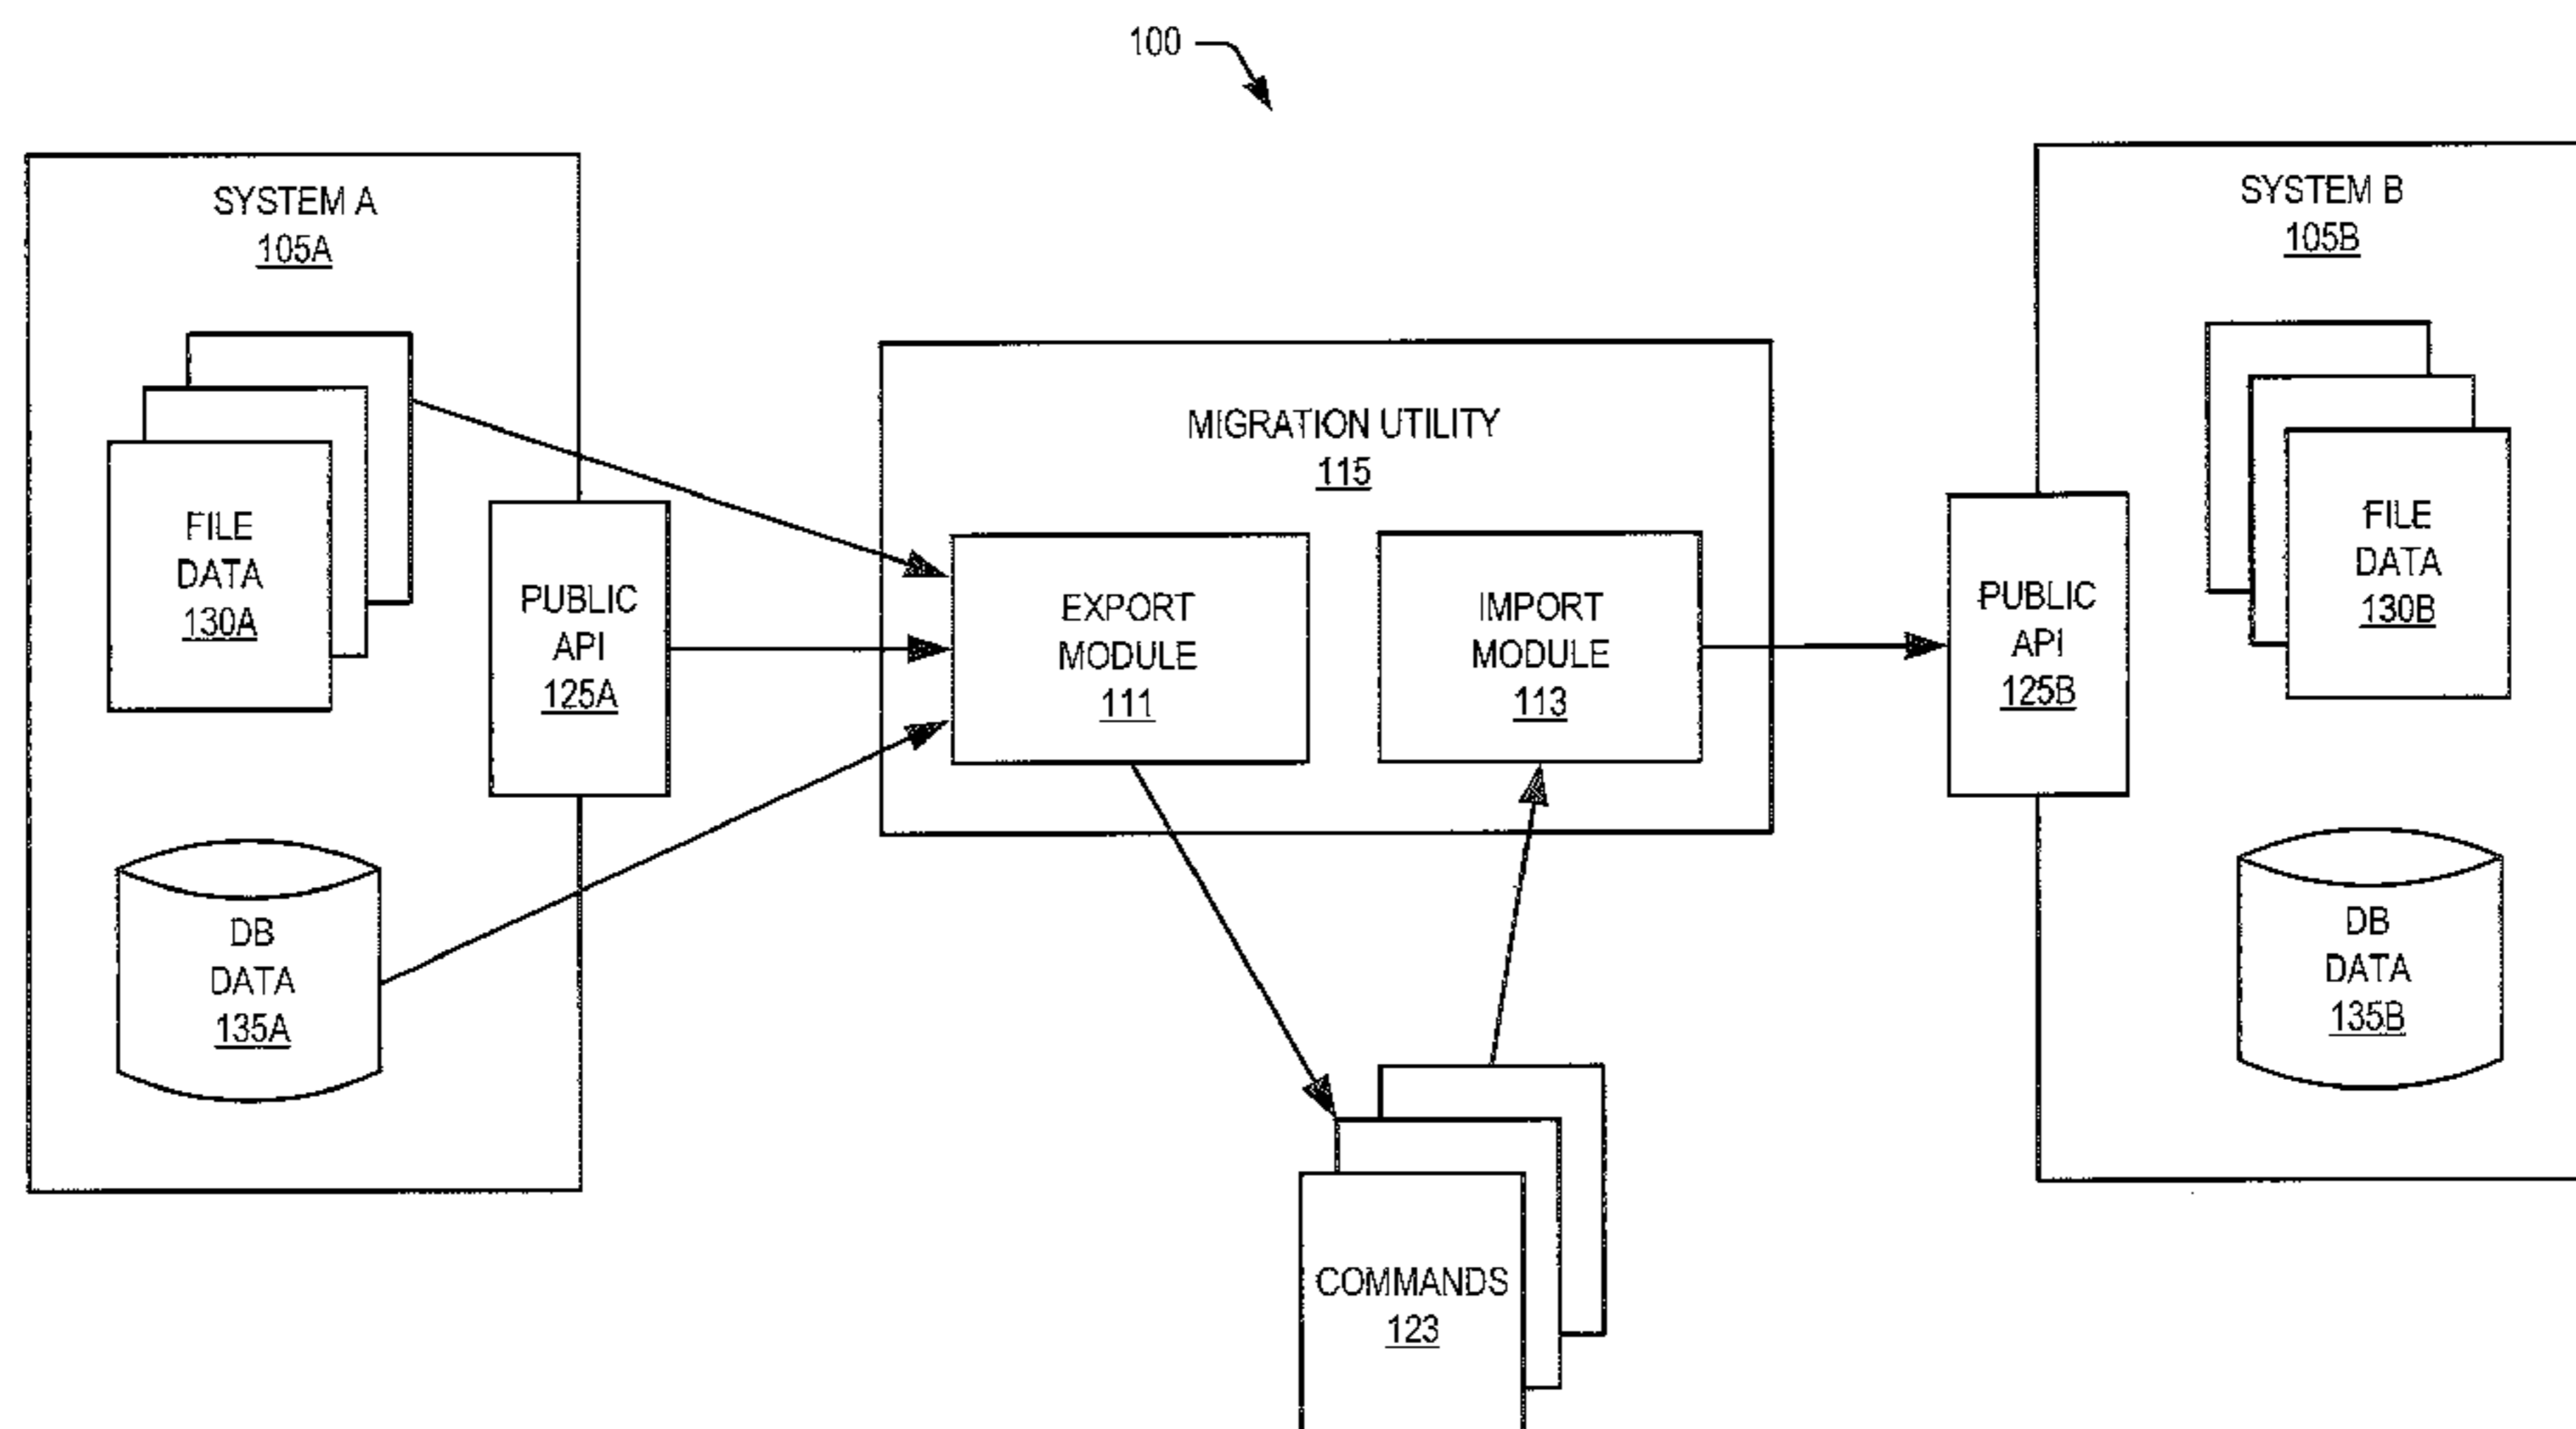 100
SYSTEM A
105A
FILE
DATA
130A
PUBLIC
API
125A
DB
DATA
135A
MIGRATION UTILITY
115
EXPORT
MODULE
111
IMPORT
MODULE
113
COMMANDS
123
SYSTEM B
105B
PUBLIC
API
125B
FILE
DATA
130B
DB
DATA
135B